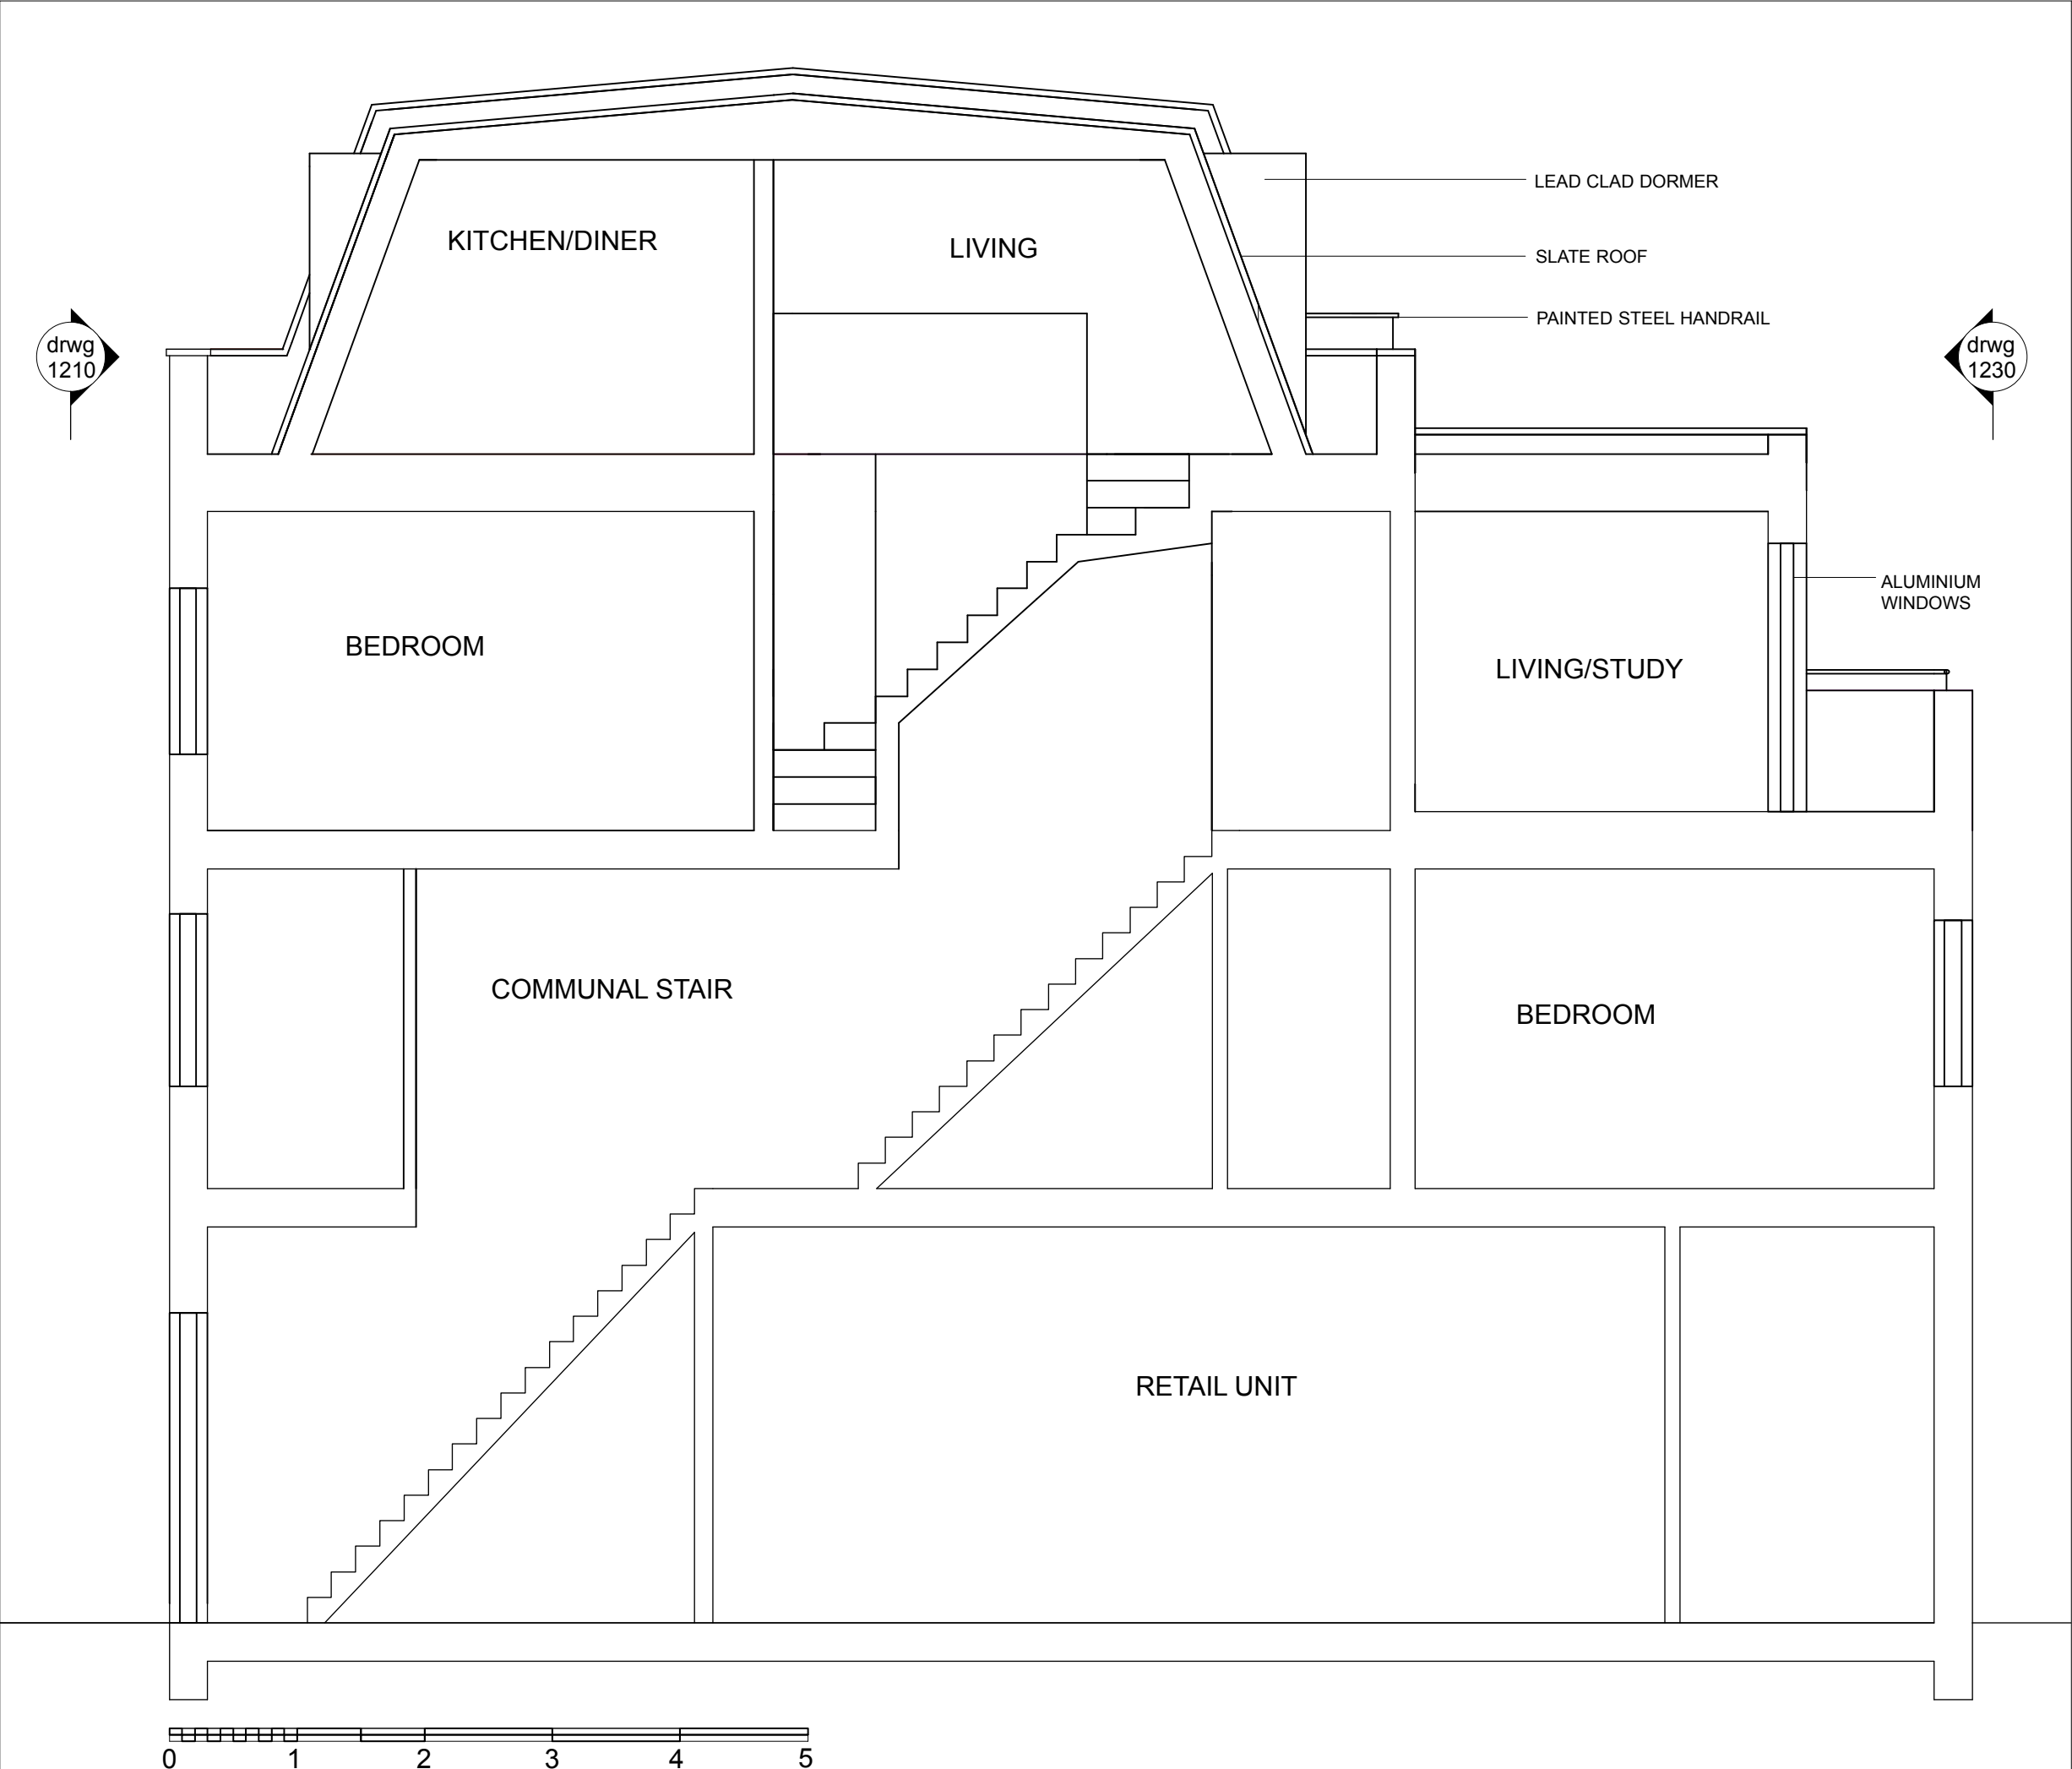 LEAD CLAD DORMER
KITCHEN/DINER
LIVING
SLATE ROOF
PAINTED STEEL HANDRAIL
drwg
1210
drwg
1230
ALUMINIUM
WINDOWS
BEDROOM
LIVING/STUDY
COMMUNAL STAIR
BEDROOM
RETAIL UNIT
0 1 2 3 4 5